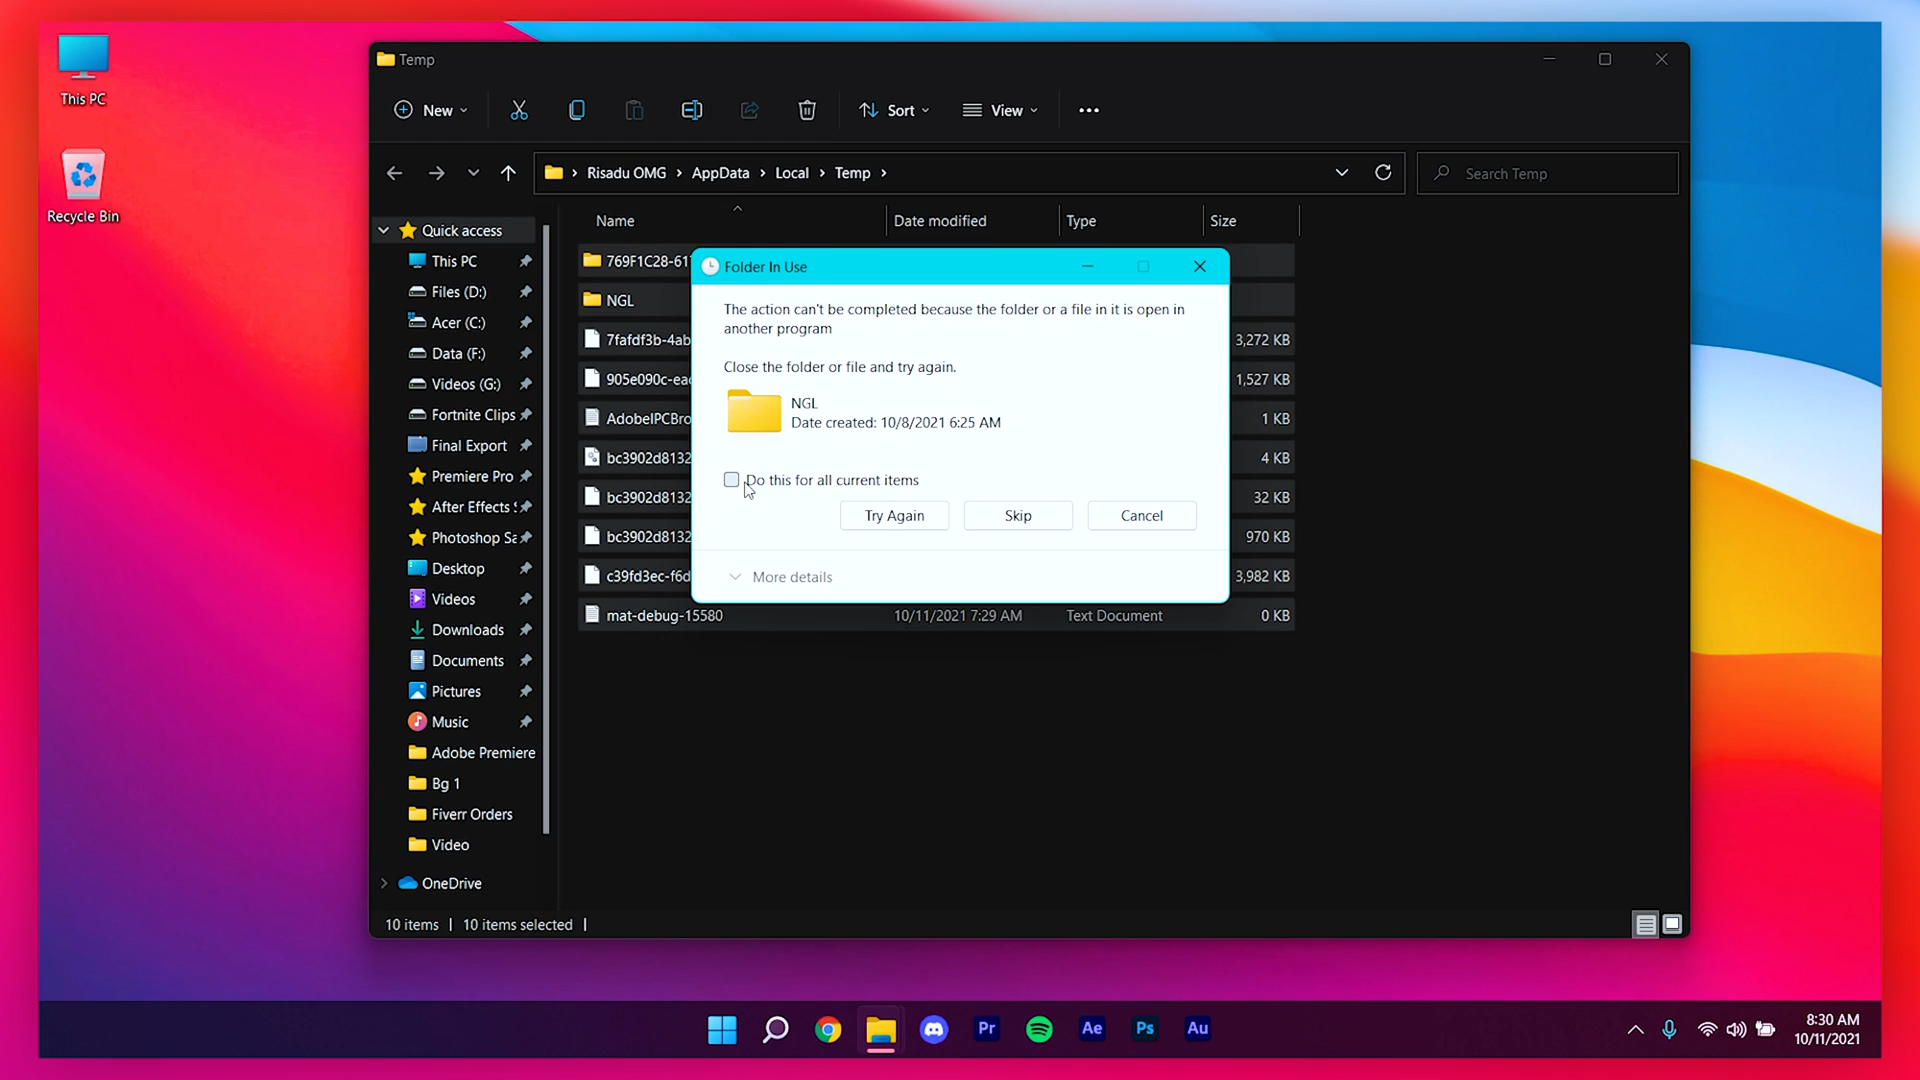 This PC
Recycle Bin
Temp
New
Sort
View
Risadu OMG
AppData
Local
Temp
Search Temp
Name
Date modified
Type
Size
Quick access
This PC
Files (D:)
Acer (C:)
Data (F:)
Videos (G:)
Fortnite Clips
Final Export
Premiere Pro
After Effects
Photoshop Sa
Desktop
Videos
Downloads
Documents
Pictures
Music
Adobe Premiere
Bg 1
Fiverr Orders
Video
OneDrive
769F1C28-61
NGL
7fafdf3b-4ab
3,272 KB
905e090c-eac
1,527 KB
AdobeIPCBro
1 KB
bc3902d8132
4 KB
bc3902d8132
32 KB
bc3902d8132
970 KB
c39fd3ec-f6d
3,982 KB
mat-debug-15580
10/11/2021 7:29 AM
Text Document
0 KB
Folder In Use
The action can't be completed because the folder or a file in it is open in
another program
Close the folder or file and try again.
NGL
Date created: 10/8/2021 6:25 AM
Do this for all current items
Try Again
Skip
Cancel
More details
10 items
10 items selected
Pr
Ae
Ps
Au
8:30 AM
10/11/2021